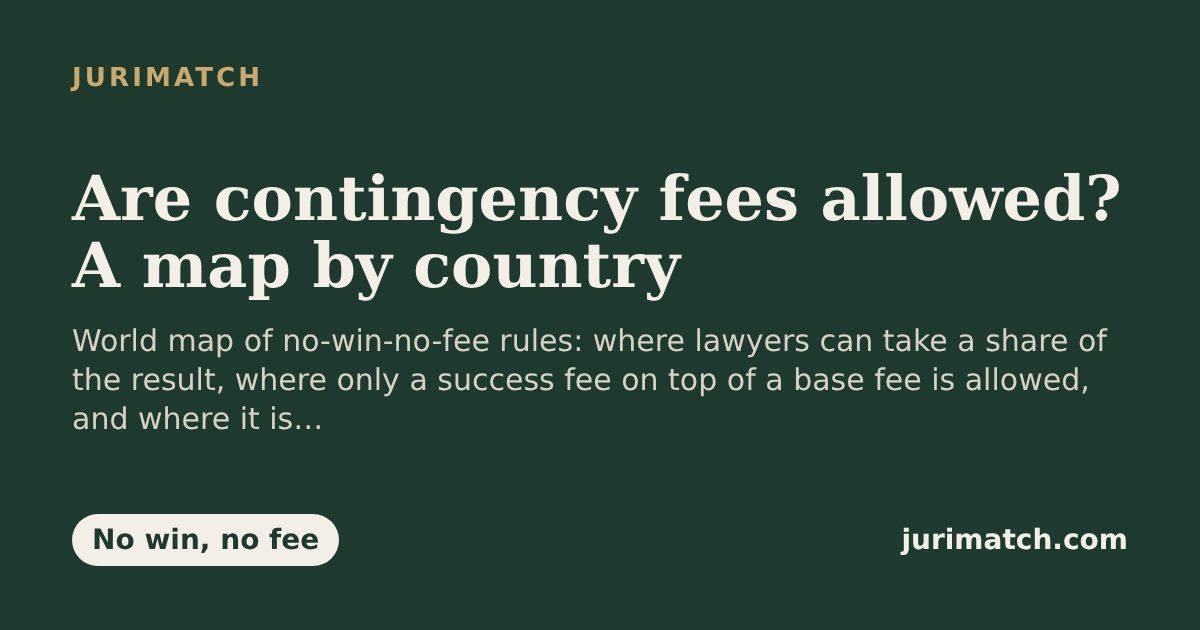 JURIMATCH
Are contingency fees allowed?
A map by country
World map of no-win-no-fee rules: where lawyers can take a share of
the result, where only a success fee on top of a base fee is allowed,
and where it is…
No win, no fee
jurimatch.com